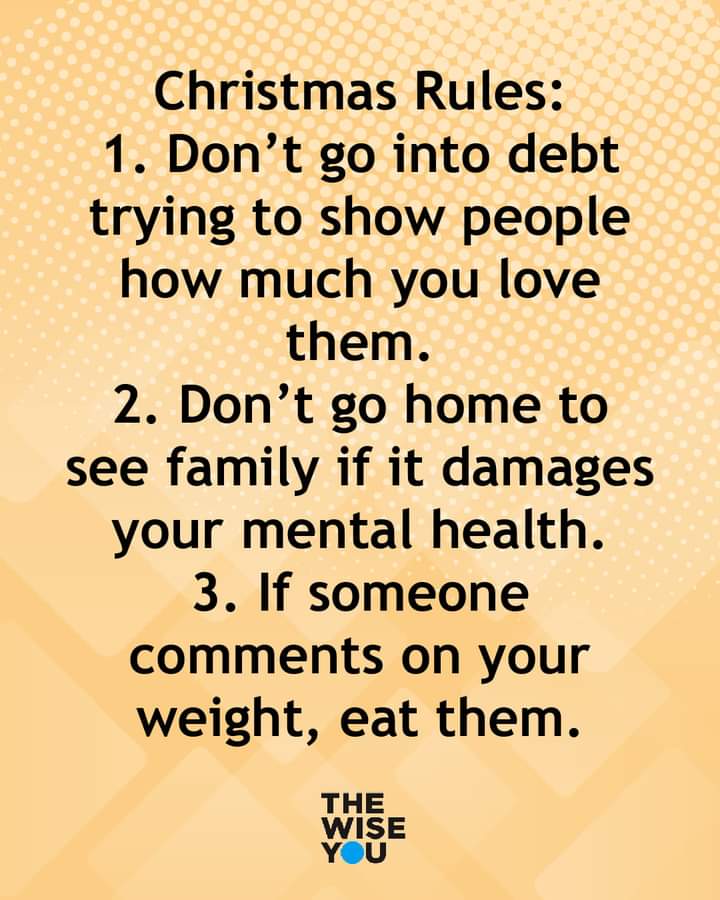 Christmas Rules:
1. Don’t go into debt
trying to show people
how much you love
them.
2. Don’t go home to
see family if it damages
your mental health.
3. If someone
comments on your
weight, eat them.
THE
WISE
YOU